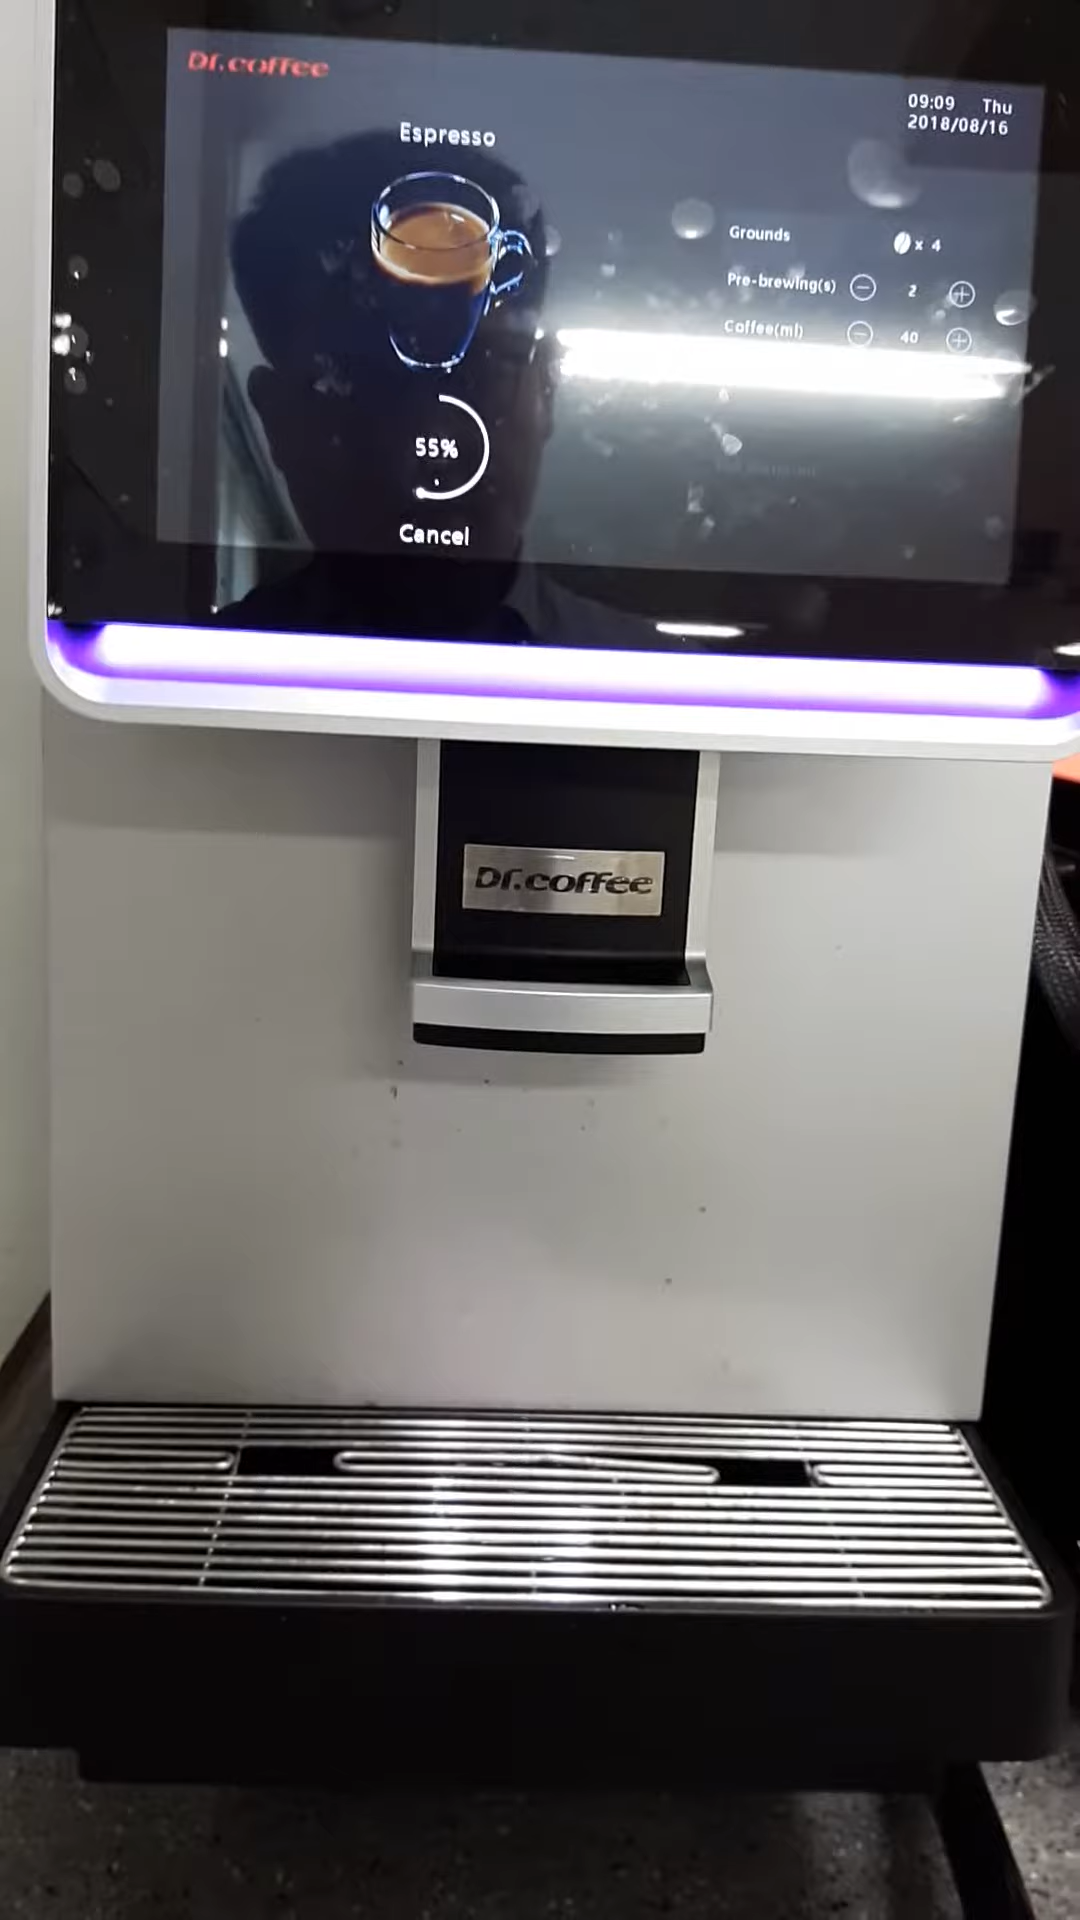 Dr.coffee
09:09 Thu
2018/08/16
Espresso
Grounds x 4
Pre-brewing(s) 2
Coffee(ml) 40
55%
Cancel
Dr.coffee